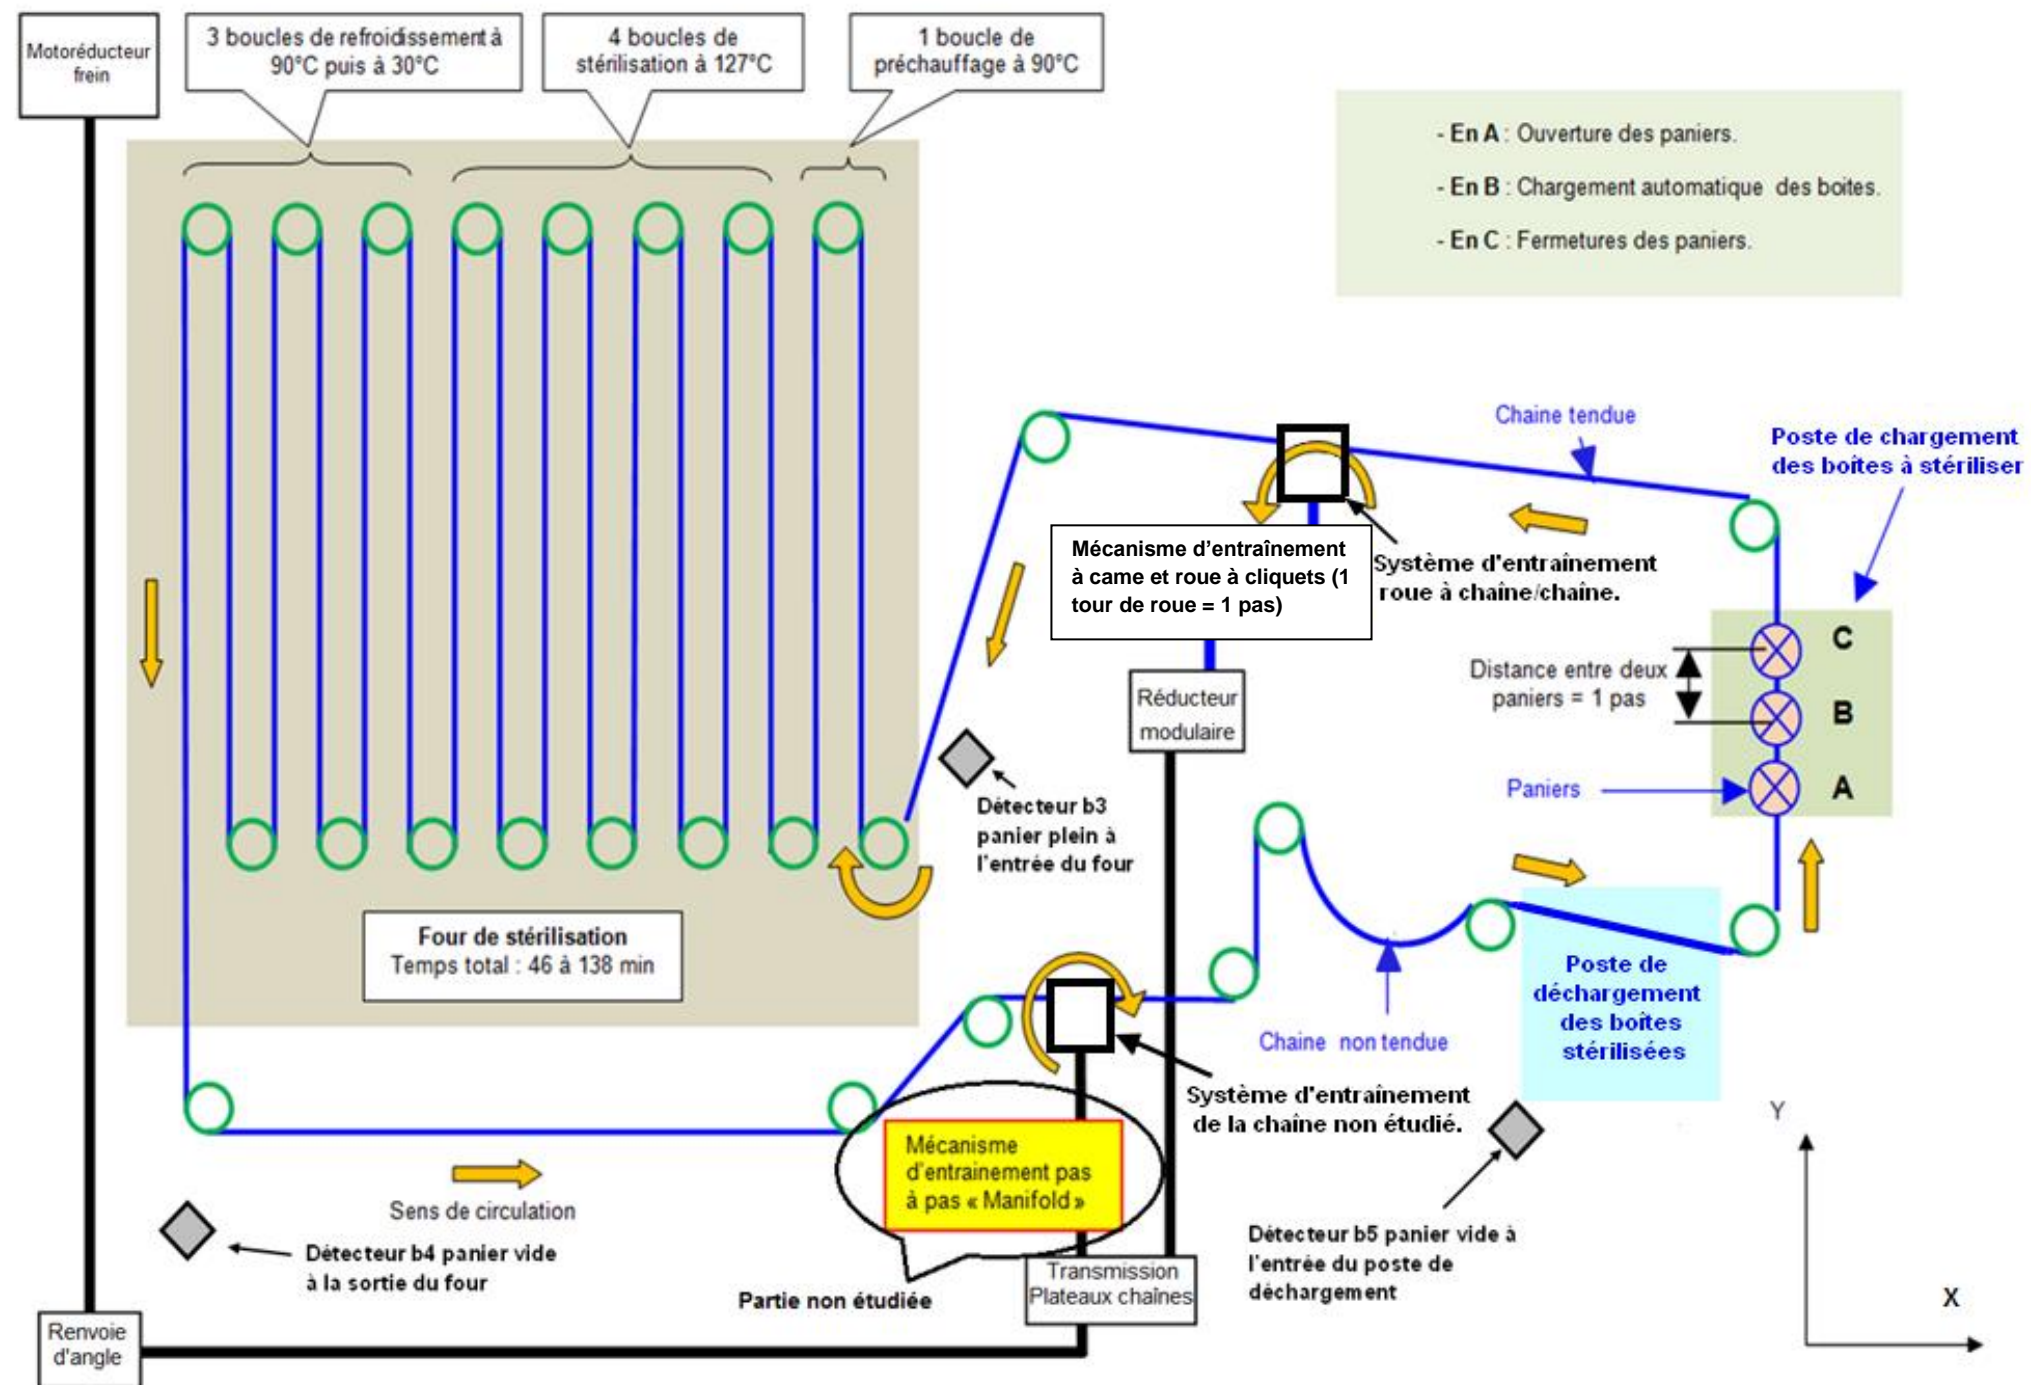 Motoréducteur
frein
3 boucles de refroidissement à
90°C puis à 30°C
4 boucles de
stérilisation à 127°C
1 boucle de
préchauffage à 90°C
- En A : Ouverture des paniers.
- En B : Chargement automatique des boites.
- En C : Fermetures des paniers.
Chaine tendue
Poste de chargement
des boîtes à stériliser
Mécanisme d'entraînement
à came et roue à cliquets (1
tour de roue = 1 pas)
Système d'entraînement
roue à chaîne/chaîne.
C
Distance entre deux
paniers = 1 pas
B
Paniers
A
Réducteur
modulaire
Détecteur b3
panier plein à
l'entrée du four
Four de stérilisation
Temps total : 46 à 138 min
Chaine non tendue
Poste de
déchargement
des boîtes
stérilisées
Système d'entraînement
de la chaîne non étudié.
Mécanisme
d'entrainement pas
à pas « Manifold »
Sens de circulation
Détecteur b4 panier vide
à la sortie du four
Partie non étudiée
Transmission
Plateaux chaînes
Détecteur b5 panier vide à
l'entrée du poste de
déchargement
Y
X
Renvoie
d'angle